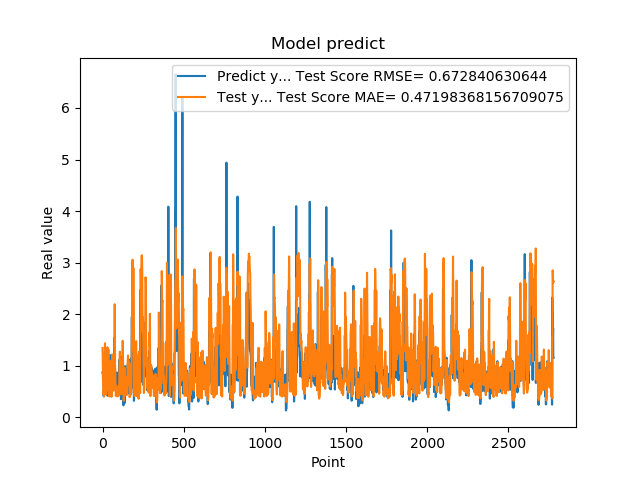 Model predict
Predict y... Test Score RMSE= 0.672840630644
Test y... Test Score MAE= 0.47198368156709075
Real value
6
5
4
3
2
1
0
0 500 1000 1500 2000 2500
Point